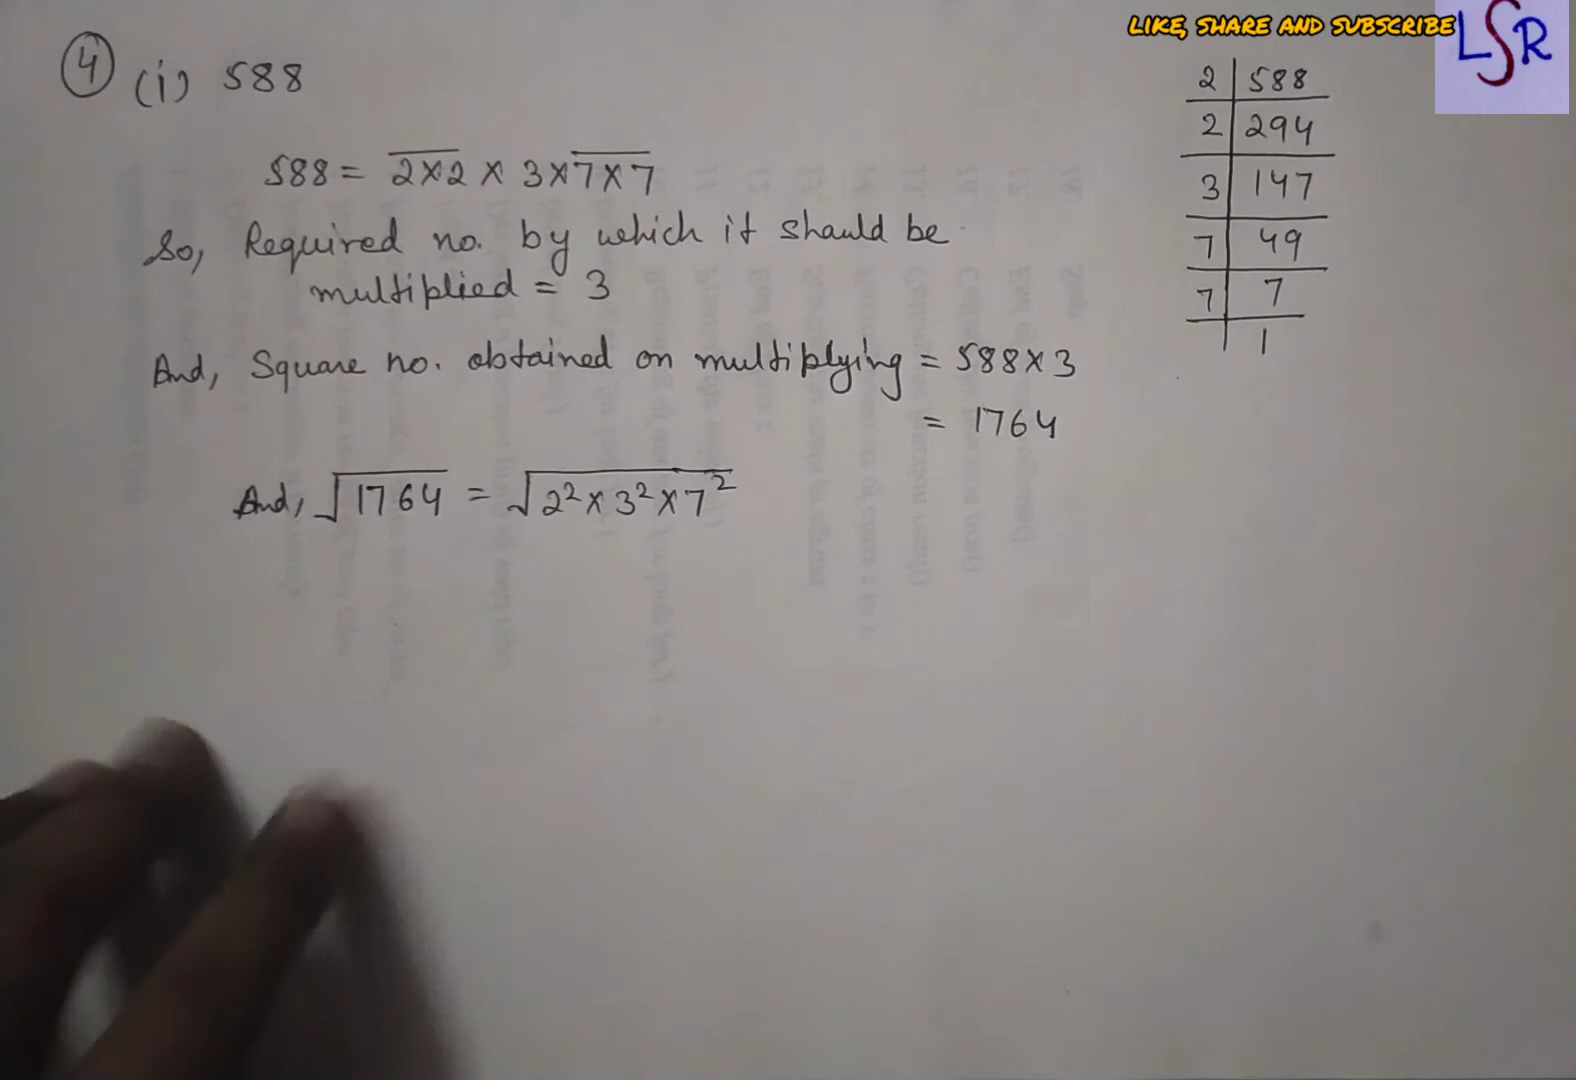 LIKE, SHARE AND SUBSCRIBE
LSR
4 (i) 588
588 = 2×2 × 3×7×7
So, Required no. by which it should be
multiplied = 3
And, Square no. obtained on multiplying = 588×3
= 1764
And, √1764 = √2²×3²×7²
2 | 588
2 | 294
3 | 147
7 | 49
7 | 7
| 1